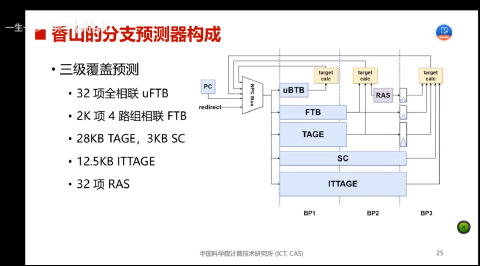 一生一
香山的分支预测器构成
• 三级覆盖预测
• 32 项全相联 uFTB
• 2K 项 4 路组相联 FTB
• 28KB TAGE，3KB SC
• 12.5KB ITTAGE
• 32 项 RAS
PC
redirect
NPC Mux
uBTB
target calc
target calc
target calc
RAS
FTB
TAGE
SC
ITTAGE
BP1
BP2
BP3
中国科学院计算技术研究所 (ICT, CAS)
25